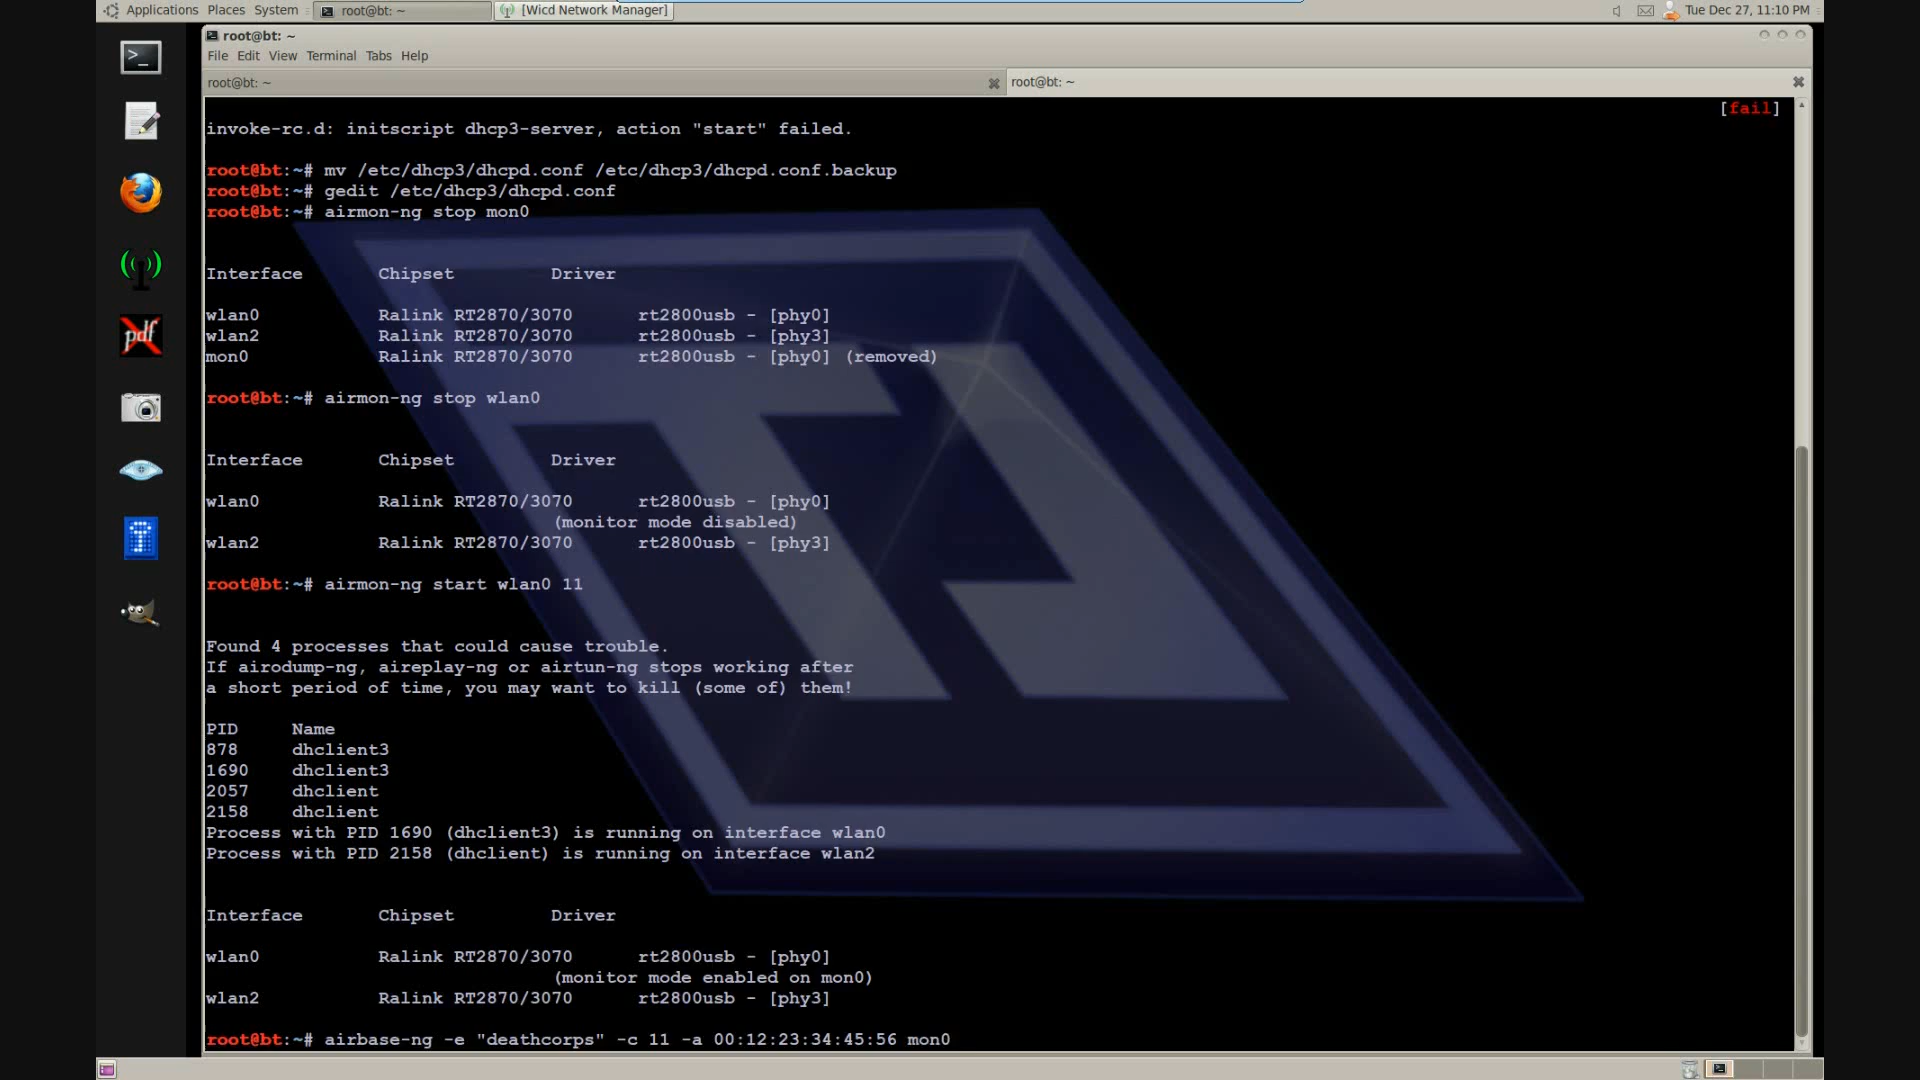 Applications Places System root@bt: ~ [Wicd Network Manager] Tue Dec 27, 11:10 PM
root@bt: ~
File Edit View Terminal Tabs Help
root@bt: ~ root@bt: ~
[fail]
invoke-rc.d: initscript dhcp3-server, action "start" failed.
root@bt:~# mv /etc/dhcp3/dhcpd.conf /etc/dhcp3/dhcpd.conf.backup
root@bt:~# gedit /etc/dhcp3/dhcpd.conf
root@bt:~# airmon-ng stop mon0
Interface Chipset Driver
wlan0 Ralink RT2870/3070 rt2800usb - [phy0]
wlan2 Ralink RT2870/3070 rt2800usb - [phy3]
mon0 Ralink RT2870/3070 rt2800usb - [phy0] (removed)
root@bt:~# airmon-ng stop wlan0
Interface Chipset Driver
wlan0 Ralink RT2870/3070 rt2800usb - [phy0]
(monitor mode disabled)
wlan2 Ralink RT2870/3070 rt2800usb - [phy3]
root@bt:~# airmon-ng start wlan0 11
Found 4 processes that could cause trouble.
If airodump-ng, aireplay-ng or airtun-ng stops working after
a short period of time, you may want to kill (some of) them!
PID Name
878 dhclient3
1690 dhclient3
2057 dhclient
2158 dhclient
Process with PID 1690 (dhclient3) is running on interface wlan0
Process with PID 2158 (dhclient) is running on interface wlan2
Interface Chipset Driver
wlan0 Ralink RT2870/3070 rt2800usb - [phy0]
(monitor mode enabled on mon0)
wlan2 Ralink RT2870/3070 rt2800usb - [phy3]
root@bt:~# airbase-ng -e "deathcorps" -c 11 -a 00:12:23:34:45:56 mon0
pdf